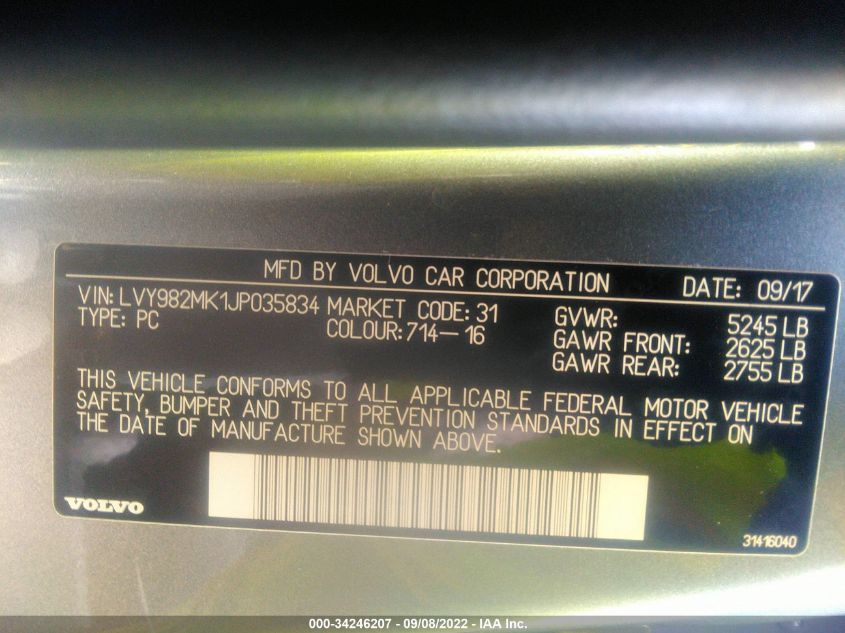 MFD BY VOLVO CAR CORPORATION DATE: 09/17
VIN: LVY982MK1JP035834 MARKET CODE: 31
TYPE: PC COLOUR: 714-16
GVWR: 5245 LB
GAWR FRONT: 2625 LB
GAWR REAR: 2755 LB
THIS VEHICLE CONFORMS TO ALL APPLICABLE FEDERAL MOTOR VEHICLE
SAFETY, BUMPER AND THEFT PREVENTION STANDARDS IN EFFECT ON
THE DATE OF MANUFACTURE SHOWN ABOVE.
VOLVO
31416040
000-34246207 - 09/08/2022 - IAA Inc.